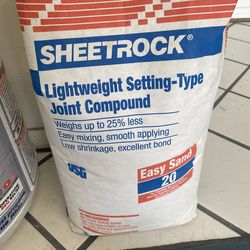 SHEETROCK®
Lightweight Setting-Type
Joint Compound
Weighs up to 25% less
Easy mixing, smooth applying
Low shrinkage, excellent bond
Easy Sand
20
USG